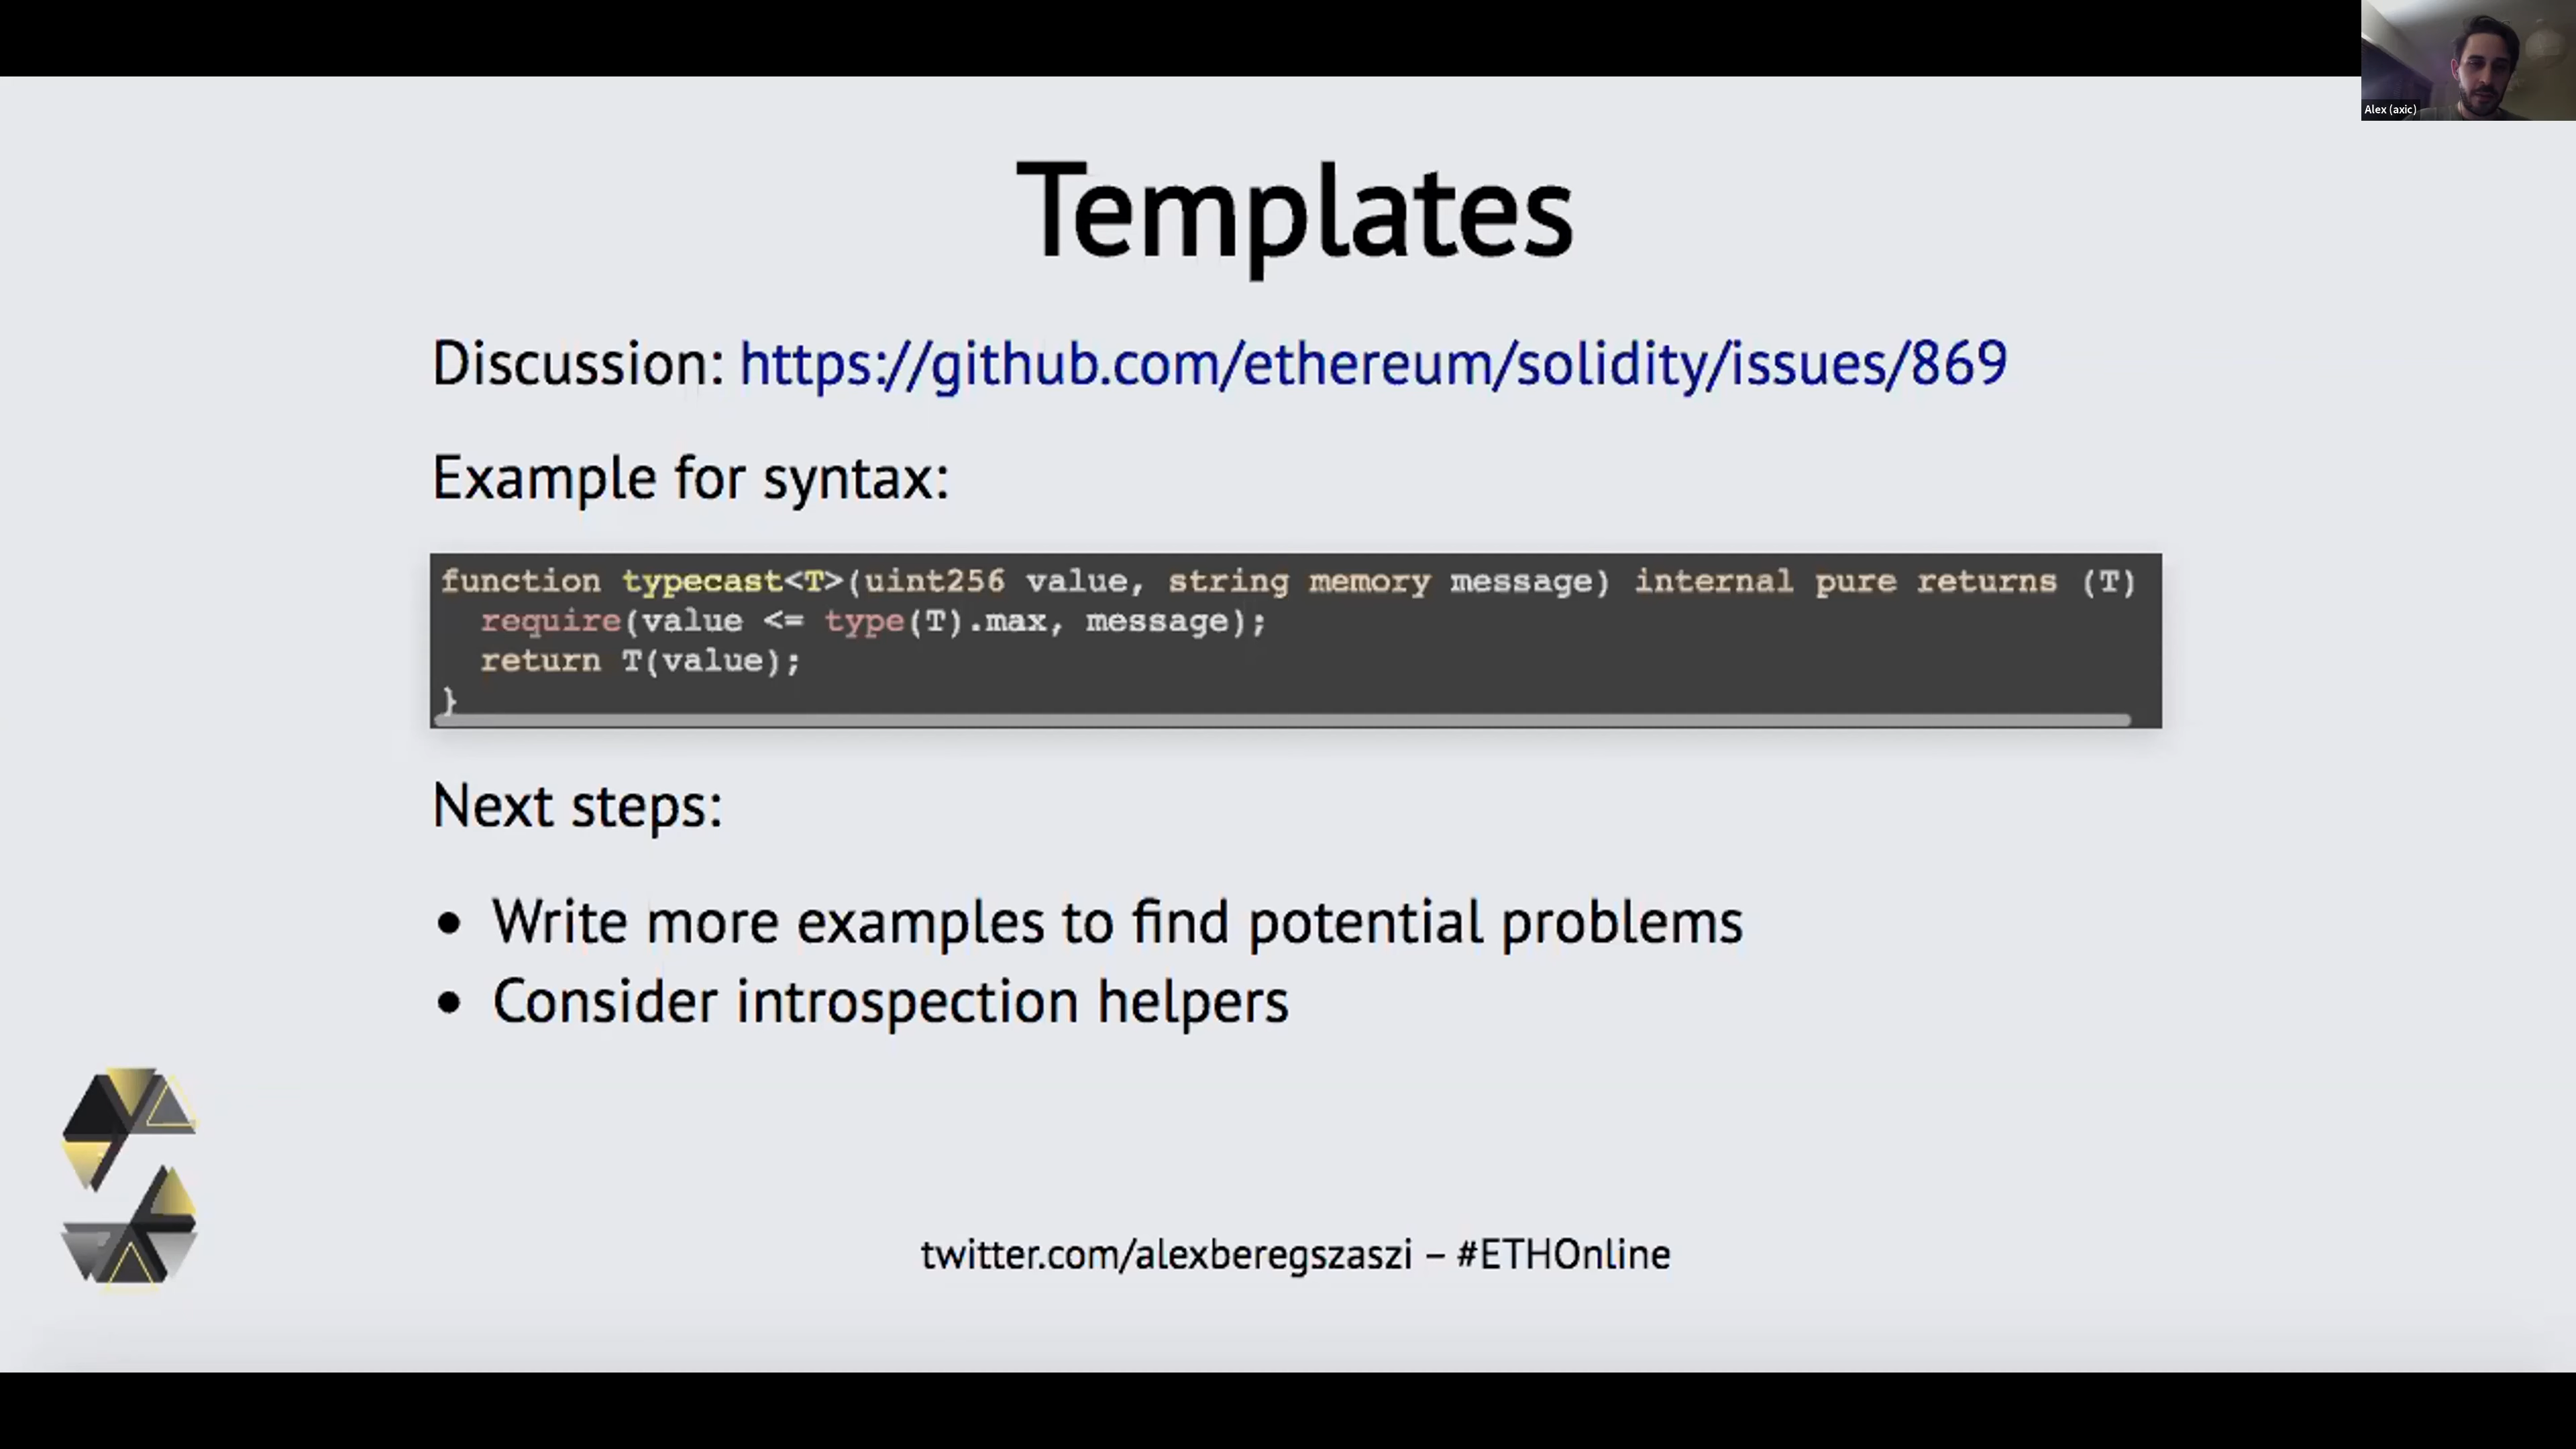 Alex (axic)
Templates
Discussion: https://github.com/ethereum/solidity/issues/869
Example for syntax:
function typecast<T>(uint256 value, string memory message) internal pure returns (T)
require(value <= type(T).max, message);
return T(value);
}
Next steps:
• Write more examples to find potential problems
• Consider introspection helpers
twitter.com/alexberegszaszi – #ETHOnline